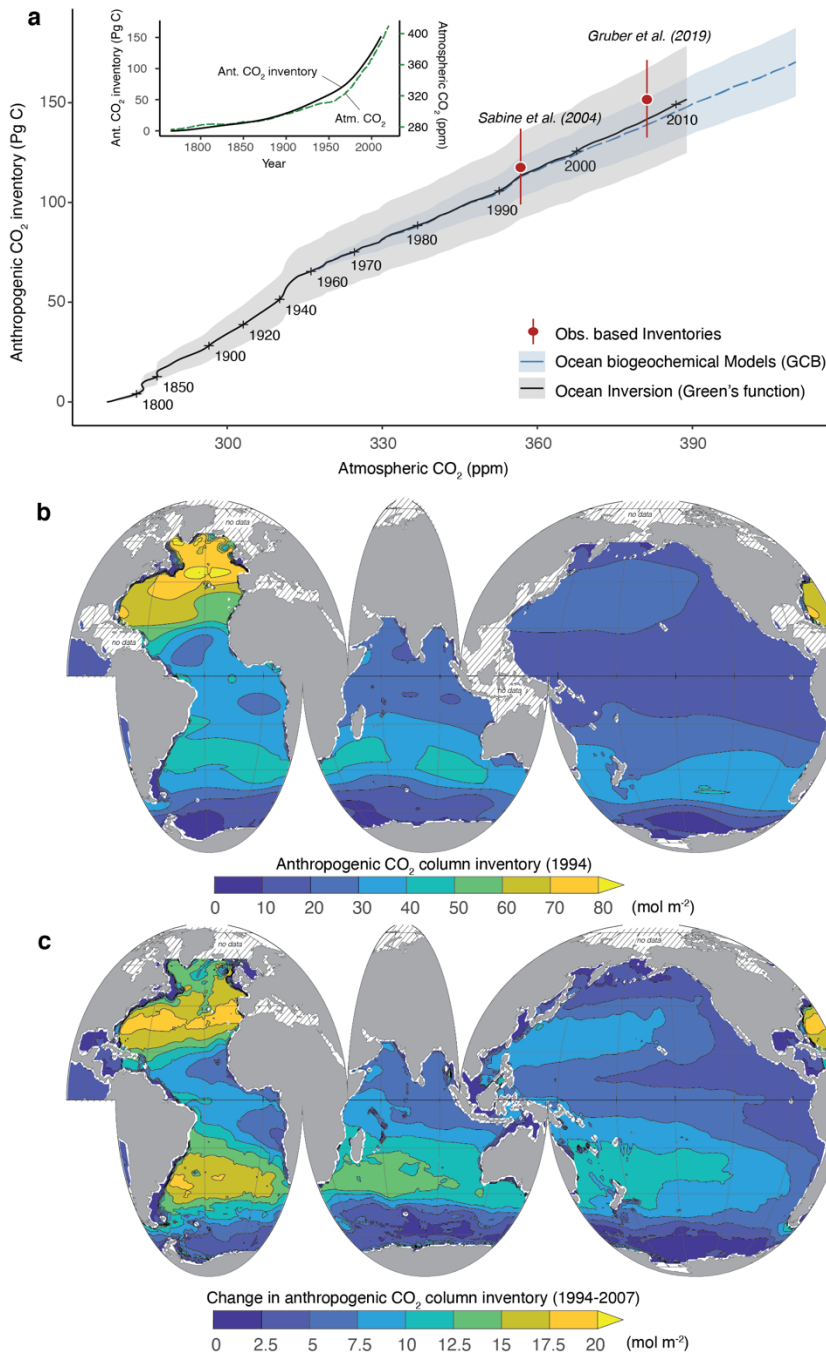 a
Ant. CO₂ inventory (Pg C)
150
100
50
0
Ant. CO₂ inventory
Atm. CO₂
400
360
320
280
Atmospheric CO₂ (ppm)
1800
1850
1900
1950
2000
Year
Anthropogenic CO₂ inventory (Pg C)
150
100
50
0
Gruber et al. (2019)
Sabine et al. (2004)
2010
2000
1990
1980
1970
1960
1940
1920
1900
1850
1800
Obs. based Inventories
Ocean biogeochemical Models (GCB)
Ocean Inversion (Green's function)
300
330
360
390
Atmospheric CO₂ (ppm)
b
no data
no data
no data
no data
Anthropogenic CO₂ column inventory (1994)
0 10 20 30 40 50 60 70 80 (mol m⁻²)
c
no data
no data
Change in anthropogenic CO₂ column inventory (1994-2007)
0 2.5 5 7.5 10 12.5 15 17.5 20 (mol m⁻²)